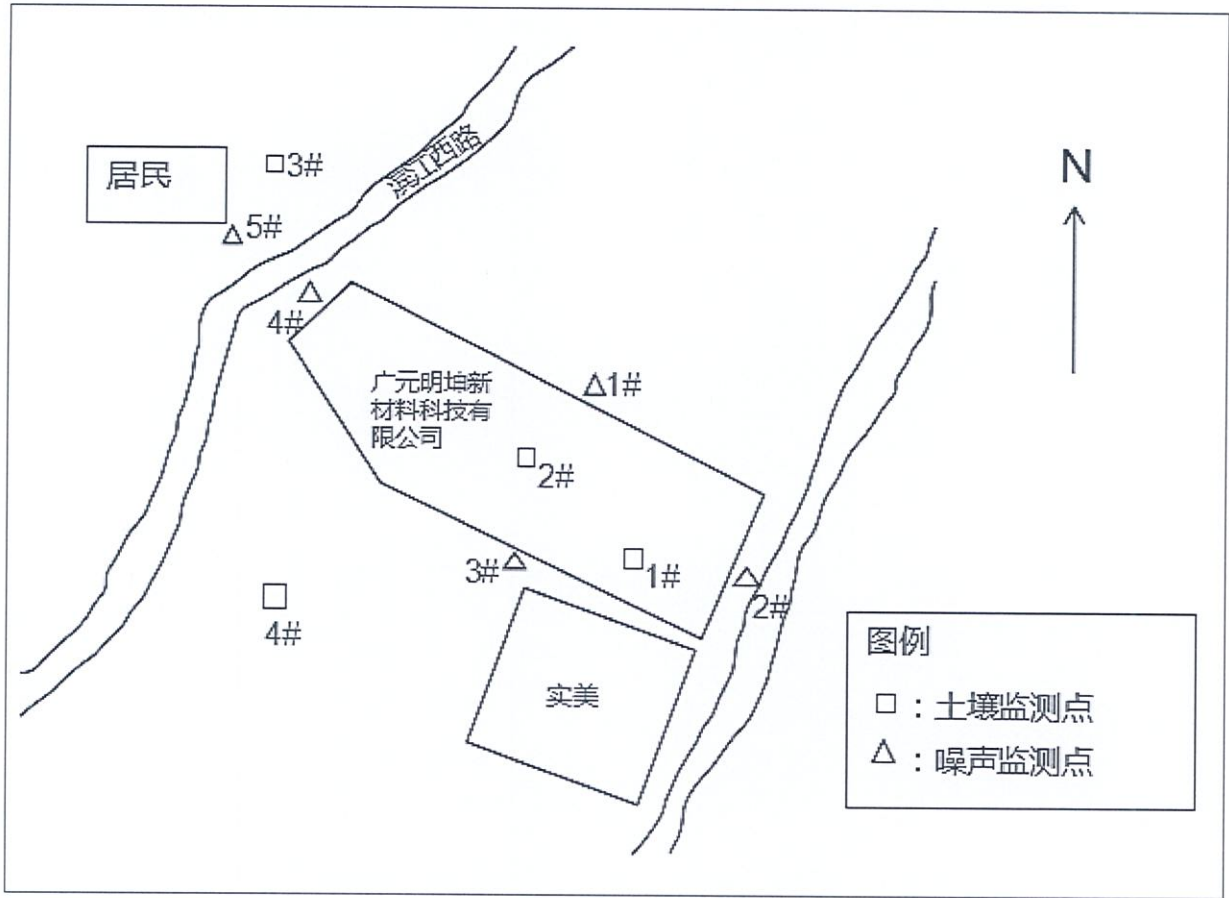 滨江西路
N
居民
3#
5#
4#
1#
广元明坤新
材料科技有
限公司
2#
3#
1#
2#
4#
实美
图例
□：土壤监测点
△：噪声监测点